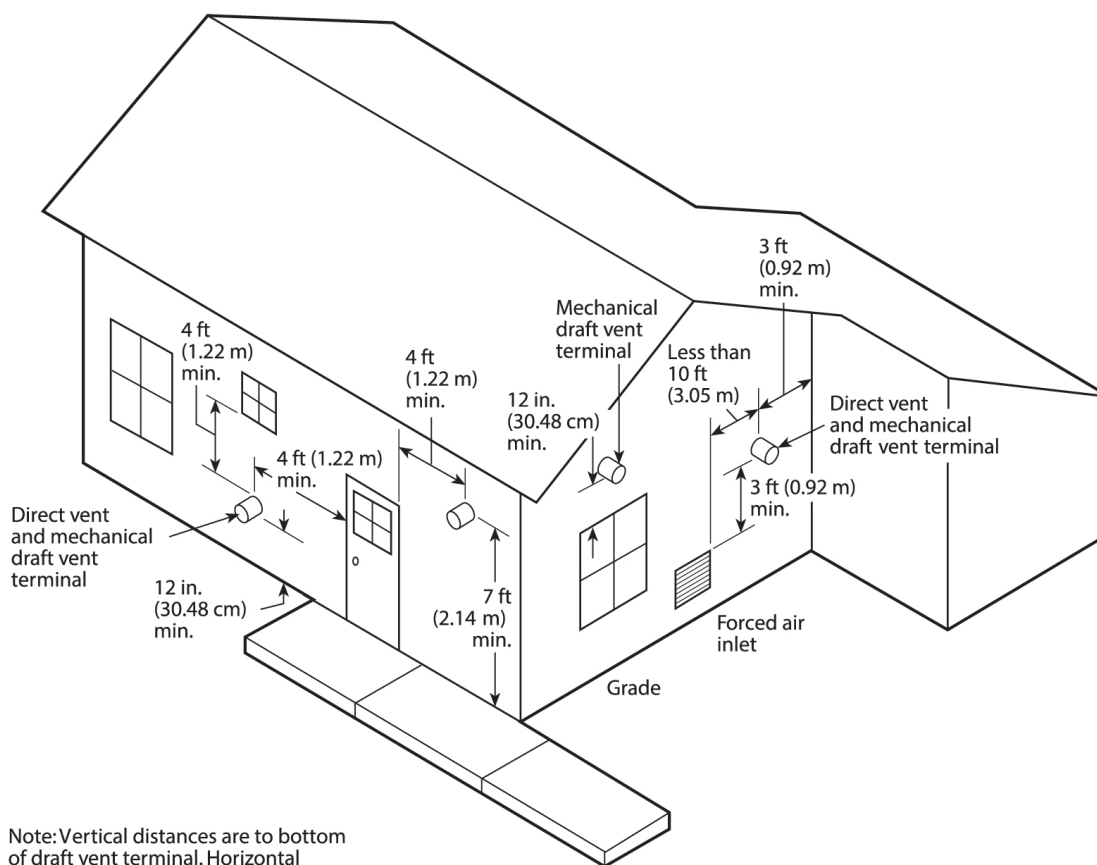 3 ft
(0.92 m)
min.
Mechanical
draft vent
terminal
4 ft
(1.22 m)
min.
4 ft
(1.22 m)
min.
Less than
10 ft
(3.05 m)
12 in.
(30.48 cm)
min.
Direct vent
and mechanical
draft vent terminal
4 ft (1.22 m)
min.
3 ft (0.92 m)
min.
Direct vent
and mechanical
draft vent
terminal
12 in.
(30.48 cm)
min.
7 ft
(2.14 m)
min.
Forced air
inlet
Grade
Note: Vertical distances are to bottom
of draft vent terminal. Horizontal